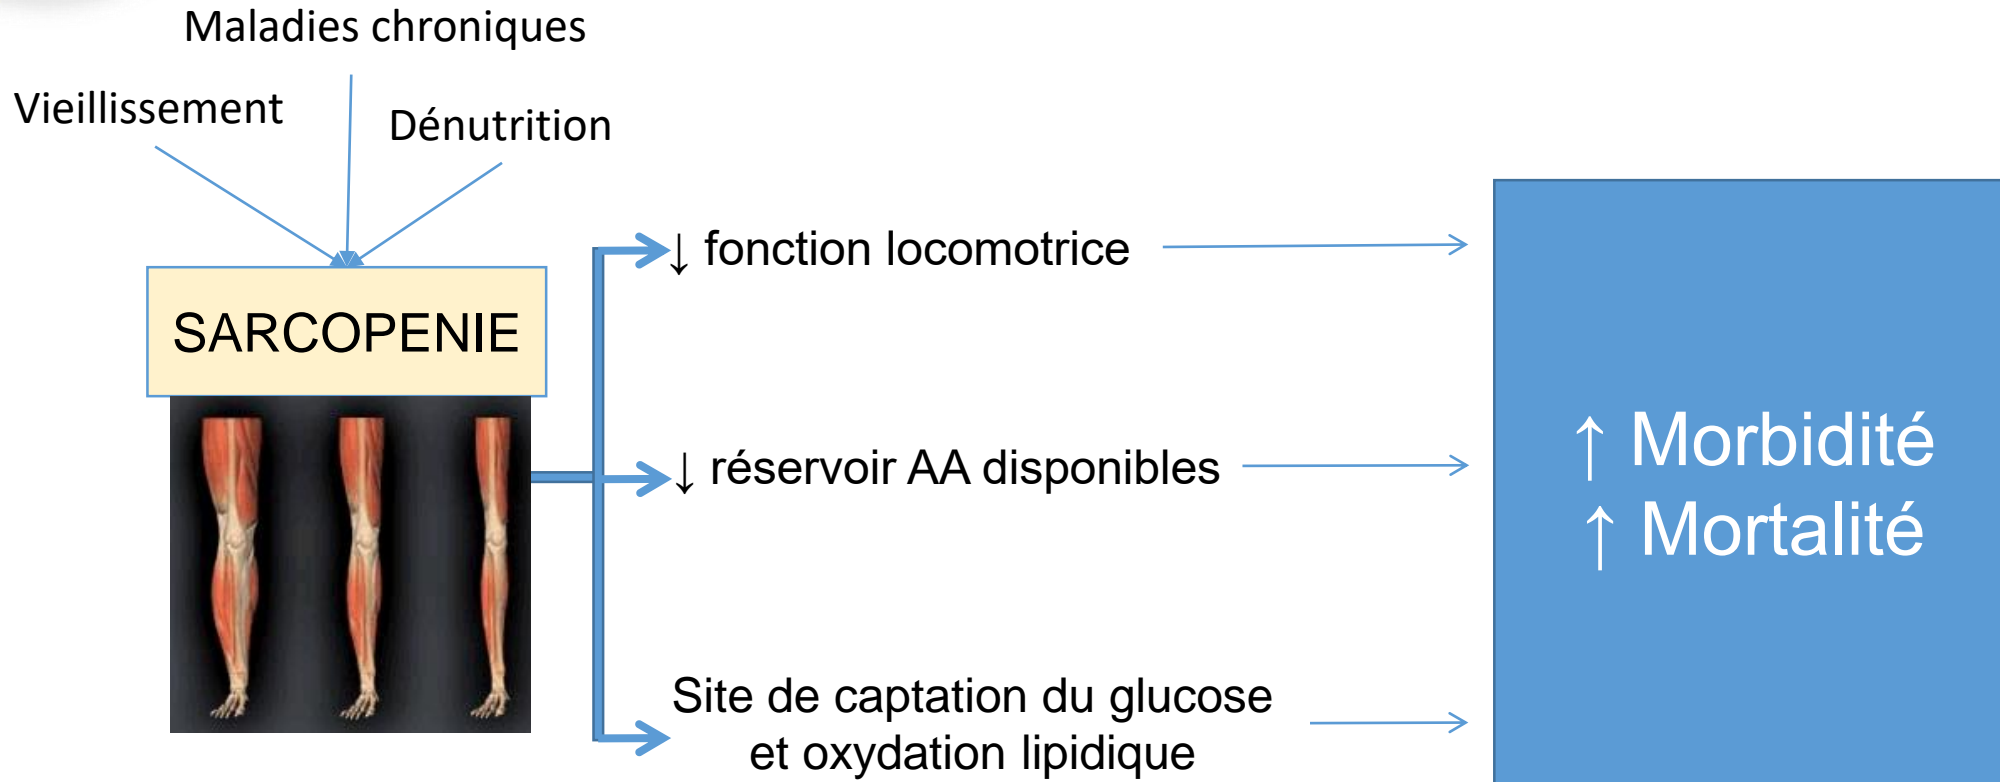 Maladies chroniques
Vieillissement
Dénutrition
SARCOPENIE
↓ fonction locomotrice
↓ réservoir AA disponibles
Site de captation du glucose
et oxydation lipidique
↑ Morbidité
↑ Mortalité